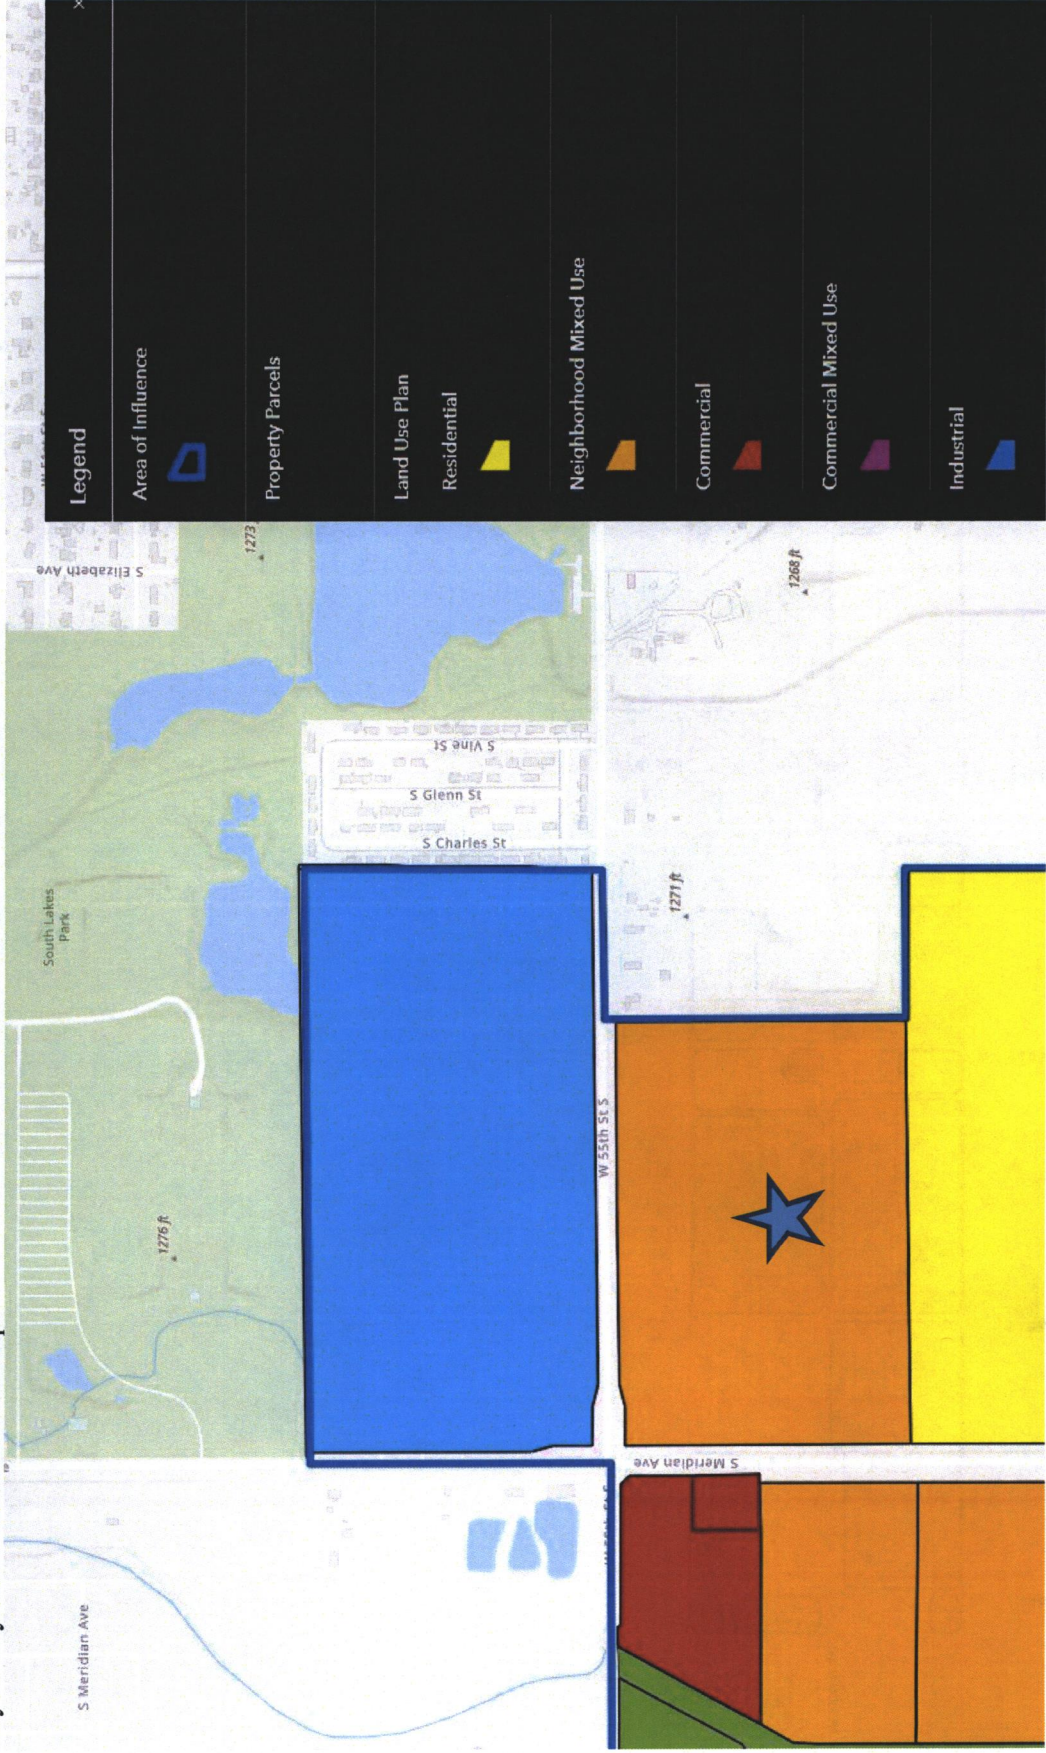 Legend
×
Area of Influence
Property Parcels
Land Use Plan
Residential
Neighborhood Mixed Use
Commercial
Commercial Mixed Use
Industrial
S Elizabeth Ave
1273
South Lakes
Park
1276 ft
S Vine St
S Glenn St
S Charles St
1268 ft
1271 ft
W 55th St S
S Meridian Ave
S Meridian Ave